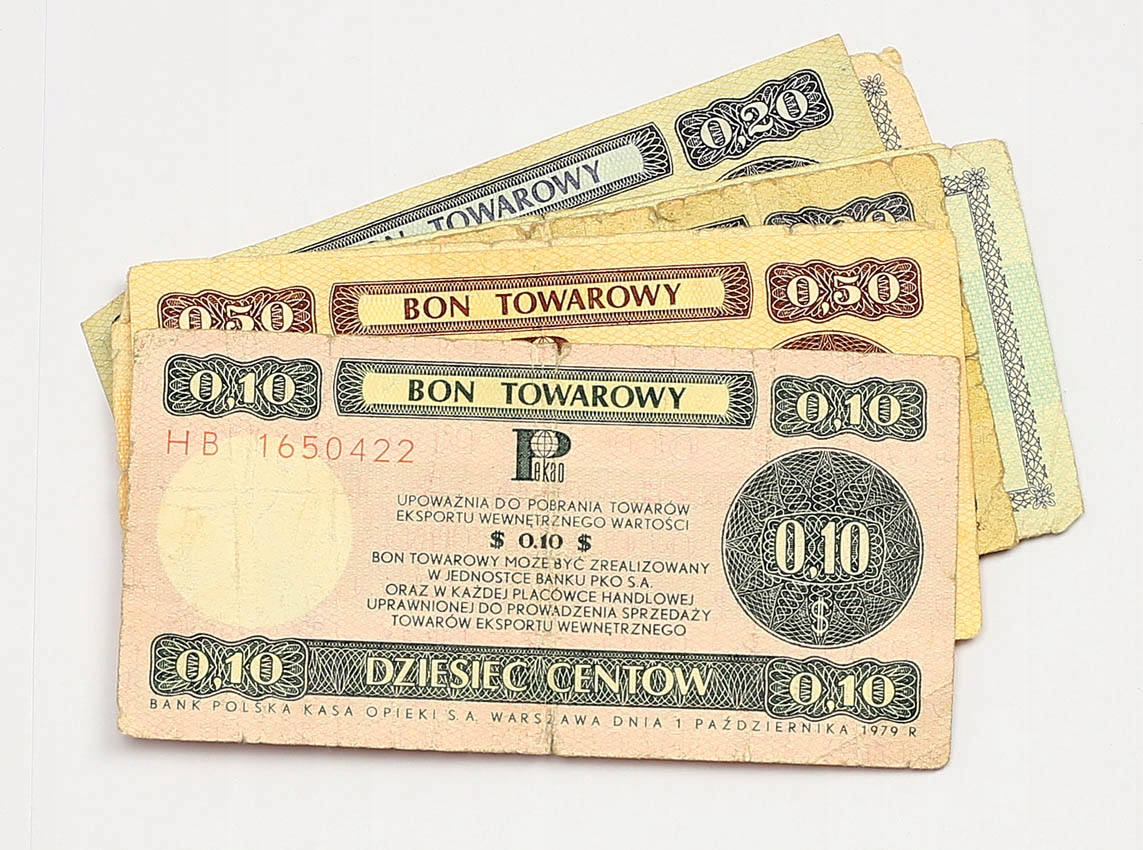 0,20
TOWAROWY
0,50 BON TOWAROWY 0,50
0,10 BON TOWAROWY 0,10
HB 1650422
Pekao
UPOWAŻNIA DO POBRANIA TOWARÓW
EKSPORTU WEWNĘTRZNEGO WARTOŚCI
$ 0.10 $
BON TOWAROWY MOŻE BYĆ ZREALIZOWANY
W JEDNOSTCE BANKU PKO S.A.
ORAZ W KAŻDEJ PLACÓWCE HANDLOWEJ
UPRAWNIONEJ DO PROWADZENIA SPRZEDAŻY
TOWARÓW EKSPORTU WEWNĘTRZNEGO
0,10
$
0,10 DZIESIĘĆ CENTÓW 0,10
BANK POLSKA KASA OPIEKI S.A. WARSZAWA DNIA 1 PAŹDZIERNIKA 1979 R